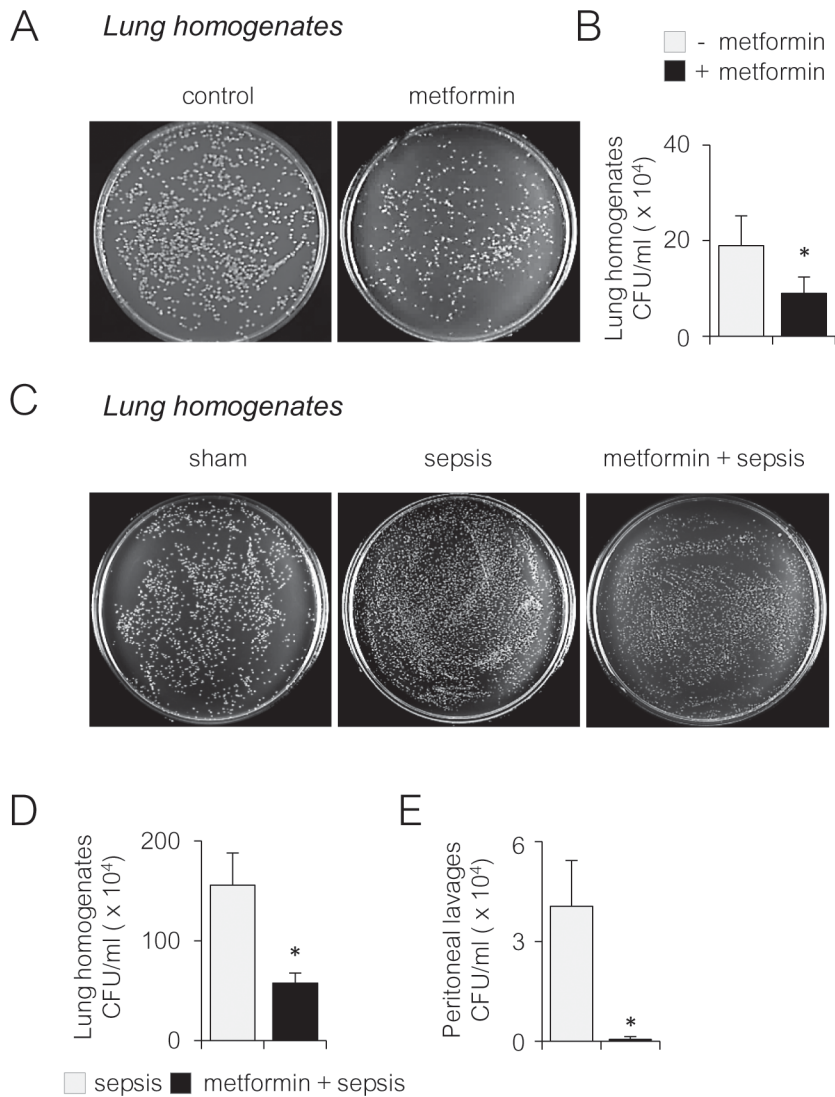 A
Lung homogenates
control
metformin
B
- metformin
+ metformin
Lung homogenates
CFU/ml ( x 10⁴)
40
20
0
*
C
Lung homogenates
sham
sepsis
metformin + sepsis
D
Lung homogenates
CFU/ml ( x 10⁴)
200
100
0
*
sepsis
metformin + sepsis
E
Peritoneal lavages
CFU/ml ( x 10⁴)
6
3
0
*